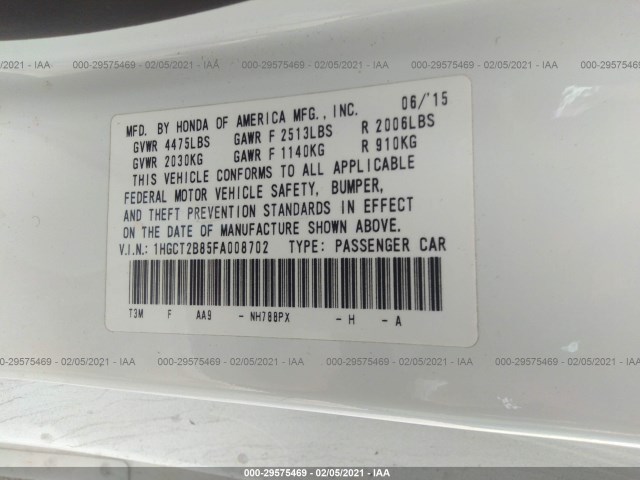 000-29575469 - 02/05/2021 - IAA
MFD. BY HONDA OF AMERICA MFG., INC. 06/'15
GVWR 4475LBS GAWR F 2513LBS R 2006LBS
GVWR 2030KG GAWR F 1140KG R 910KG
THIS VEHICLE CONFORMS TO ALL APPLICABLE
FEDERAL MOTOR VEHICLE SAFETY, BUMPER,
AND THEFT PREVENTION STANDARDS IN EFFECT
ON THE DATE OF MANUFACTURE SHOWN ABOVE.
V.I.N.: 1HGCT2B85FA008702 TYPE: PASSENGER CAR
T3M F AA9 - NH788PX - H - A
000-29575469 - 02/05/2021 - IAA
000-29575469 - 02/05/2021 - IAA